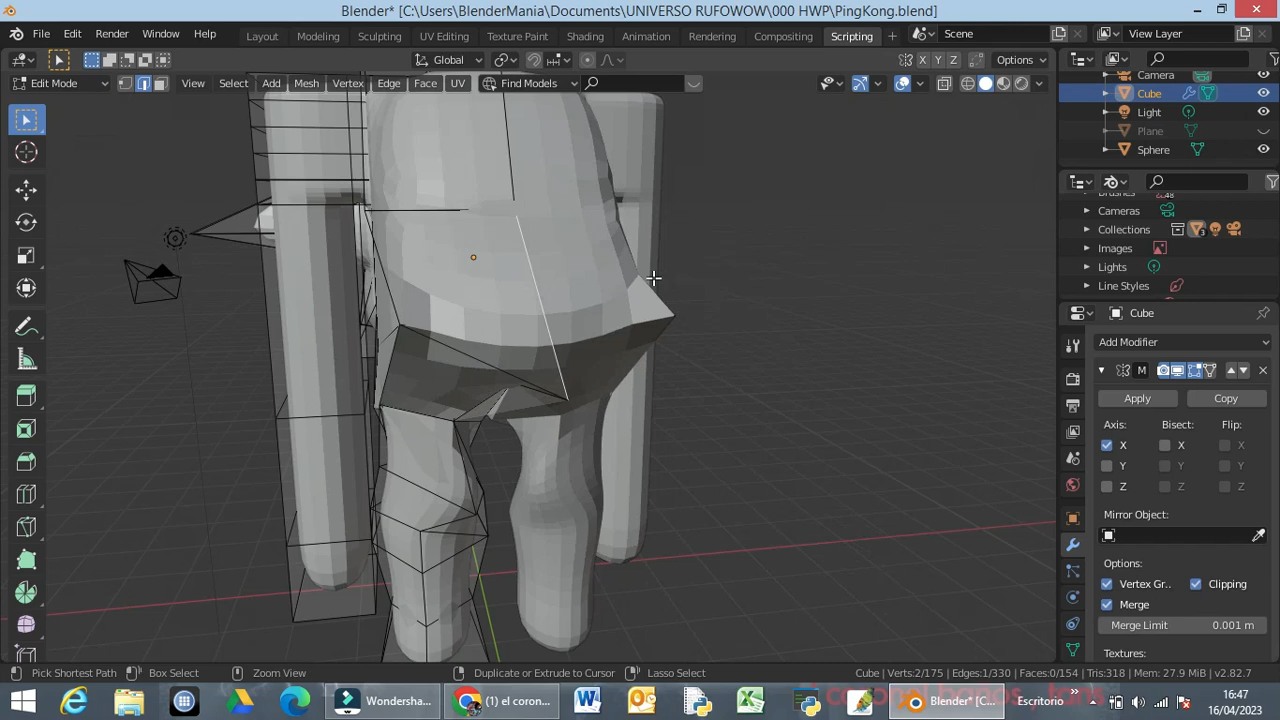 Blender* [C:\Users\BlenderMania\Documents\UNIVERSO RUFOWOW\000 HWP\PingKong.blend]
File Edit Render Window Help Layout Modeling Sculpting UV Editing Texture Paint Shading Animation Rendering Compositing Scripting Scene View Layer
Global X Y Z Options
Edit Mode View Select Add Mesh Vertex Edge Face UV Find Models
Camera
Cube
Light
Plane
Sphere
Cameras
Collections 3
Images
Lights
Line Styles
Cube
Add Modifier
M
Apply Copy
Axis: Bisect: Flip:
X X X
Y Y Y
Z Z Z
Mirror Object:
Options:
Vertex Gr.. Clipping
Merge
Merge Limit 0.001 m
Textures:
Pick Shortest Path Box Select Zoom View Duplicate or Extrude to Cursor Lasso Select Cube | Verts:2/175 | Edges:1/330 | Faces:0/154 | Tris:318 | Mem: 27.9 MiB | v2.82.7
Wondersha... (1) el coron... Blender* [C... Escritorio
16:47
16/04/2023